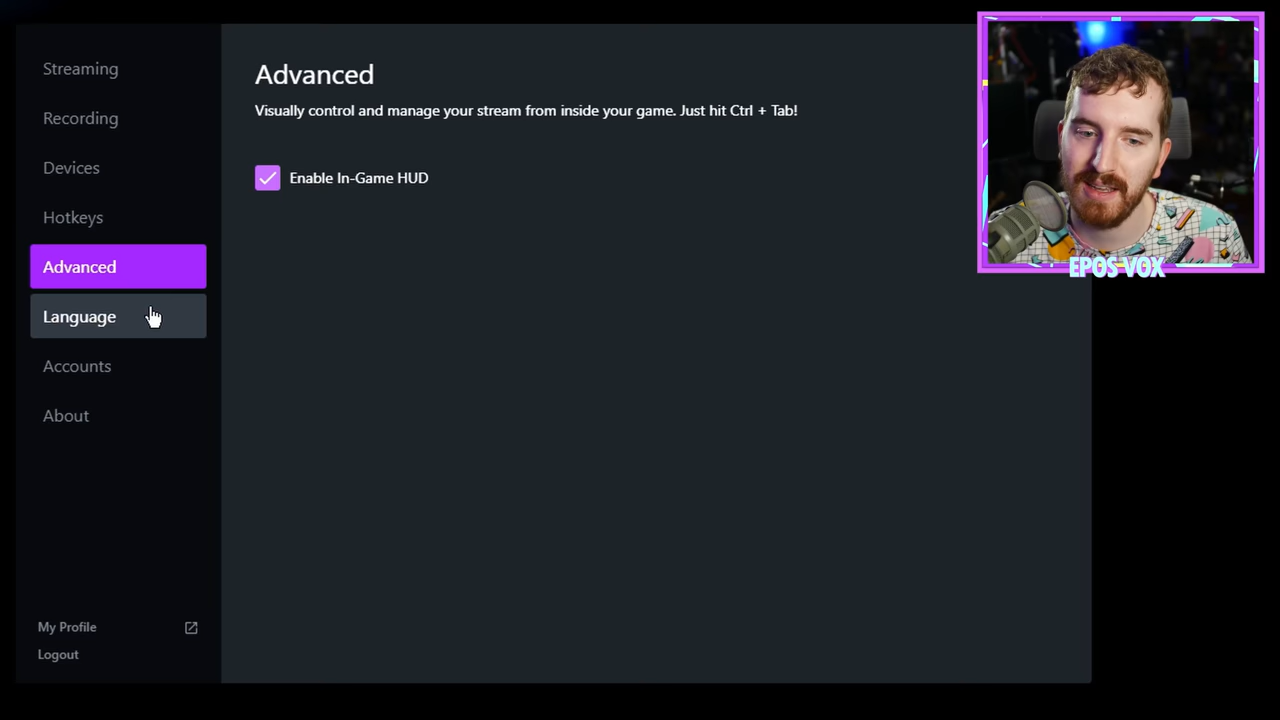 Streaming
Recording
Devices
Hotkeys
Advanced
Language
Accounts
About
My Profile
Logout
Advanced
Visually control and manage your stream from inside your game. Just hit Ctrl + Tab!
Enable In-Game HUD
EPOS VOX